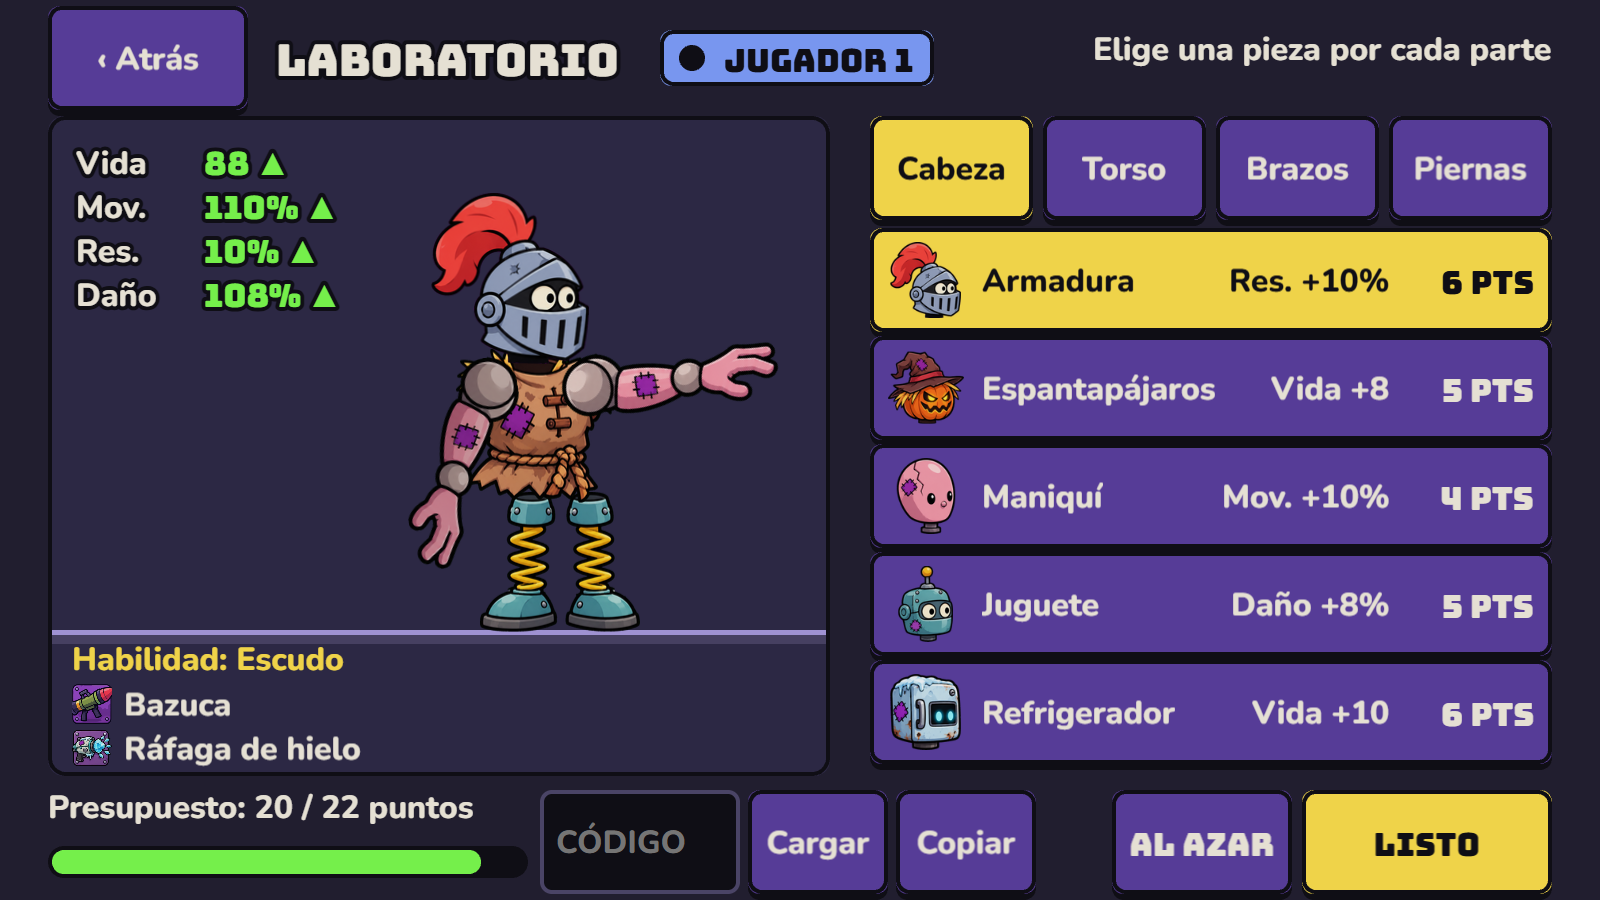 ‹ Atrás
LABORATORIO
JUGADOR 1
Elige una pieza por cada parte
Vida 88 ▲
Mov. 110% ▲
Res. 10% ▲
Daño 108% ▲
Habilidad: Escudo
Bazuca
Ráfaga de hielo
Cabeza
Torso
Brazos
Piernas
Armadura Res. +10% 6 PTS
Espantapájaros Vida +8 5 PTS
Maniquí Mov. +10% 4 PTS
Juguete Daño +8% 5 PTS
Refrigerador Vida +10 6 PTS
Presupuesto: 20 / 22 puntos
CÓDIGO
Cargar
Copiar
AL AZAR
LISTO